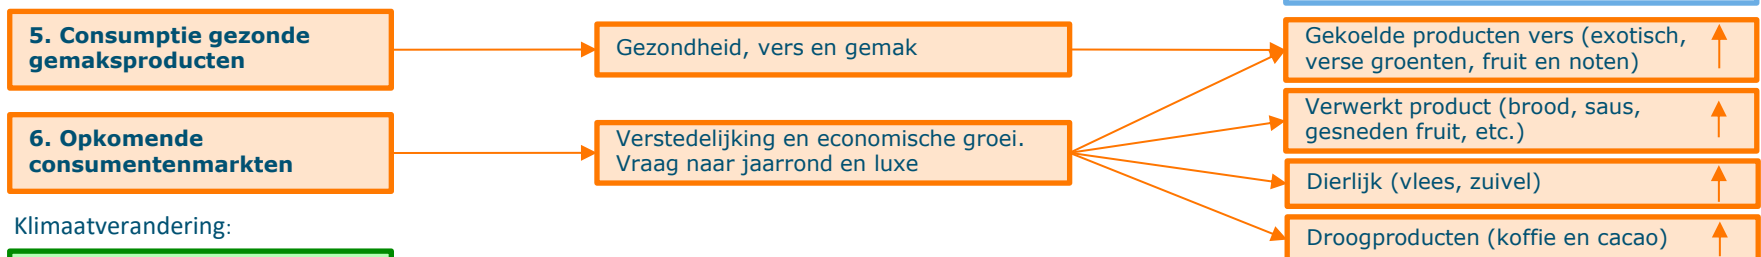 5. Consumptie gezonde
gemaksproducten
Gezondheid, vers en gemak
Gekoelde producten vers (exotisch,
verse groenten, fruit en noten)
6. Opkomende
consumentenmarkten
Verstedelijking en economische groei.
Vraag naar jaarrond en luxe
Verwerkt product (brood, saus,
gesneden fruit, etc.)
Dierlijk (vlees, zuivel)
Droogproducten (koffie en cacao)
Klimaatverandering: